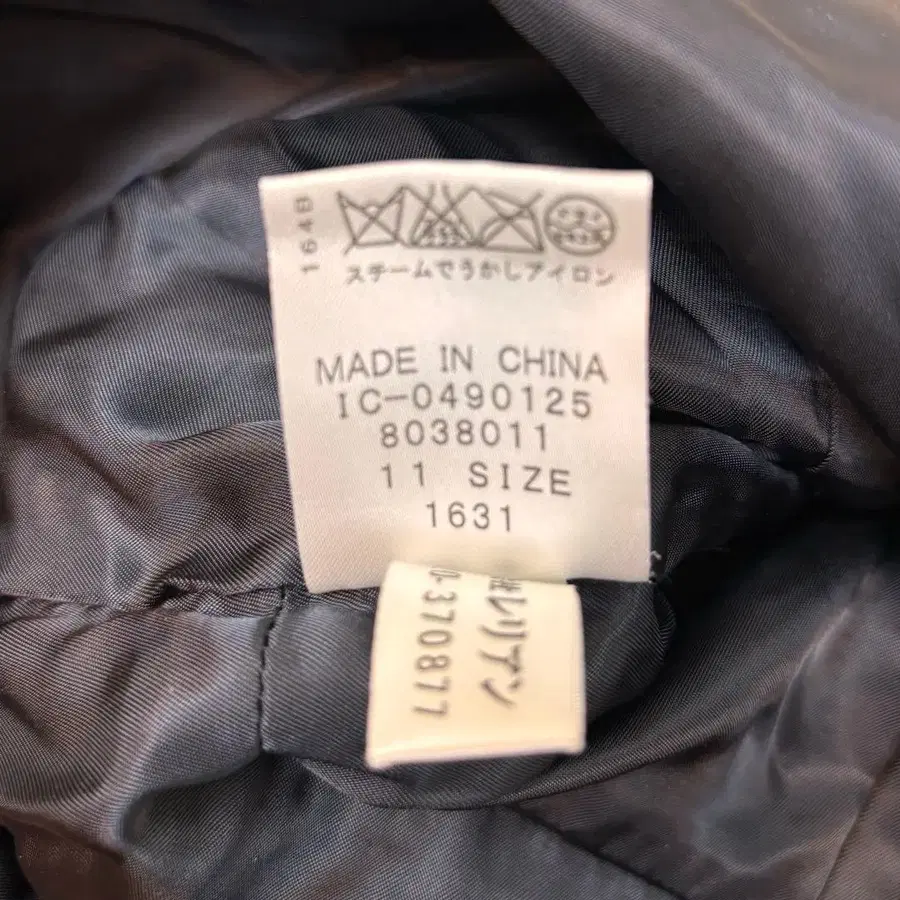 164B
スチームでうかしアイロン
MADE IN CHINA
IC-0490125
8038011
11 SIZE
1631
0-370877